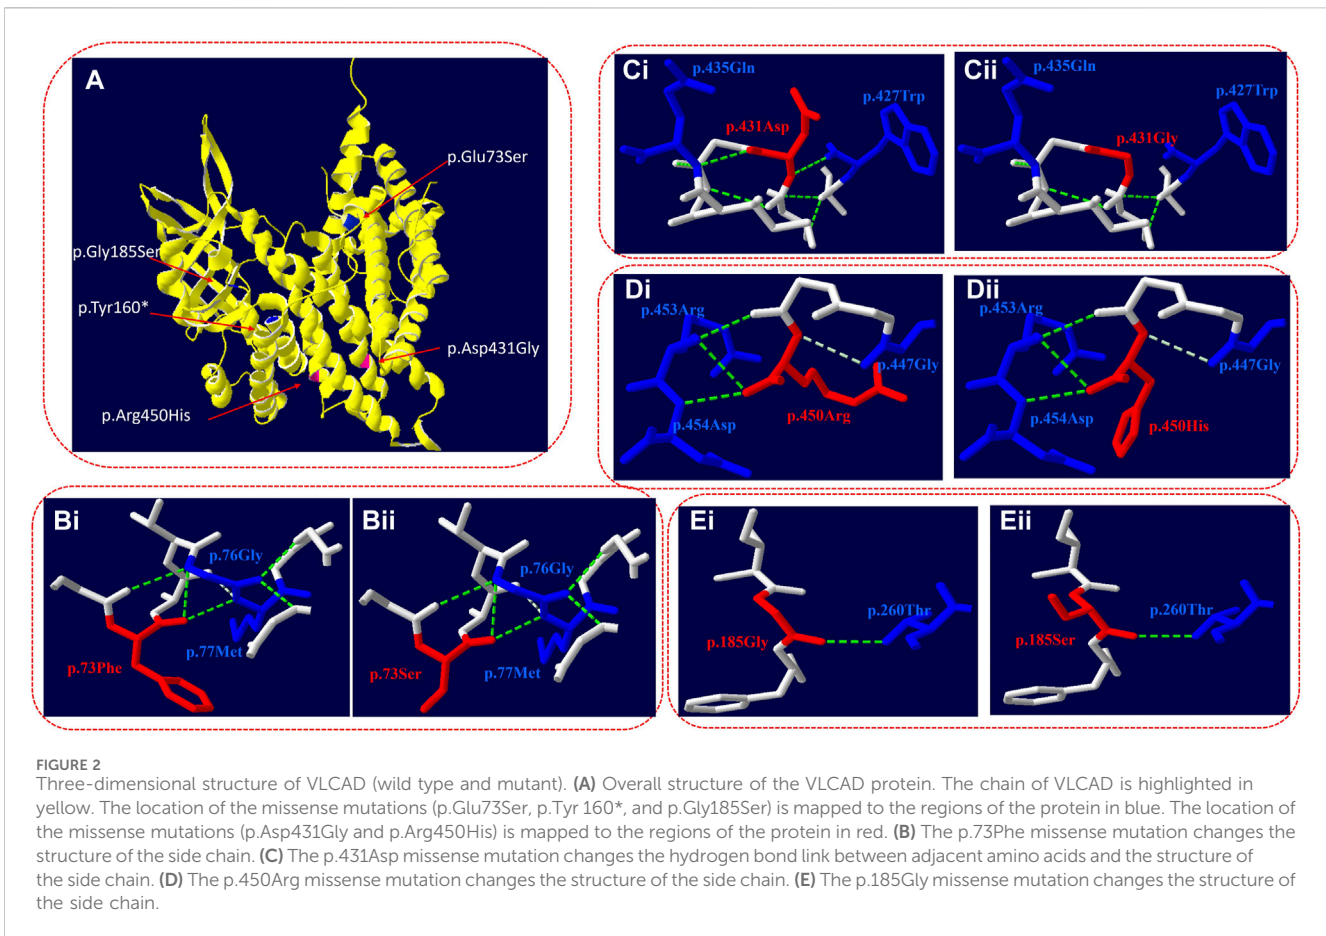 A
p.Glu73Ser
p.Gly185Ser
p.Tyr160*
p.Asp431Gly
p.Arg450His
Ci
p.435Gln
p.427Trp
p.431Asp
Cii
p.435Gln
p.427Trp
p.431Gly
Di
p.453Arg
p.447Gly
p.450Arg
p.454Asp
Dii
p.453Arg
p.447Gly
p.454Asp
p.450His
Bi
p.76Gly
p.77Met
p.73Phe
Bii
p.76Gly
p.77Met
p.73Ser
Ei
p.260Thr
p.185Gly
Eii
p.260Thr
p.185Ser
FIGURE 2
Three-dimensional structure of VLCAD (wild type and mutant). (A) Overall structure of the VLCAD protein. The chain of VLCAD is highlighted in
yellow. The location of the missense mutations (p.Glu73Ser, p.Tyr 160*, and p.Gly185Ser) is mapped to the regions of the protein in blue. The location of
the missense mutations (p.Asp431Gly and p.Arg450His) is mapped to the regions of the protein in red. (B) The p.73Phe missense mutation changes the
structure of the side chain. (C) The p.431Asp missense mutation changes the hydrogen bond link between adjacent amino acids and the structure of
the side chain. (D) The p.450Arg missense mutation changes the structure of the side chain. (E) The p.185Gly missense mutation changes the structure of
the side chain.